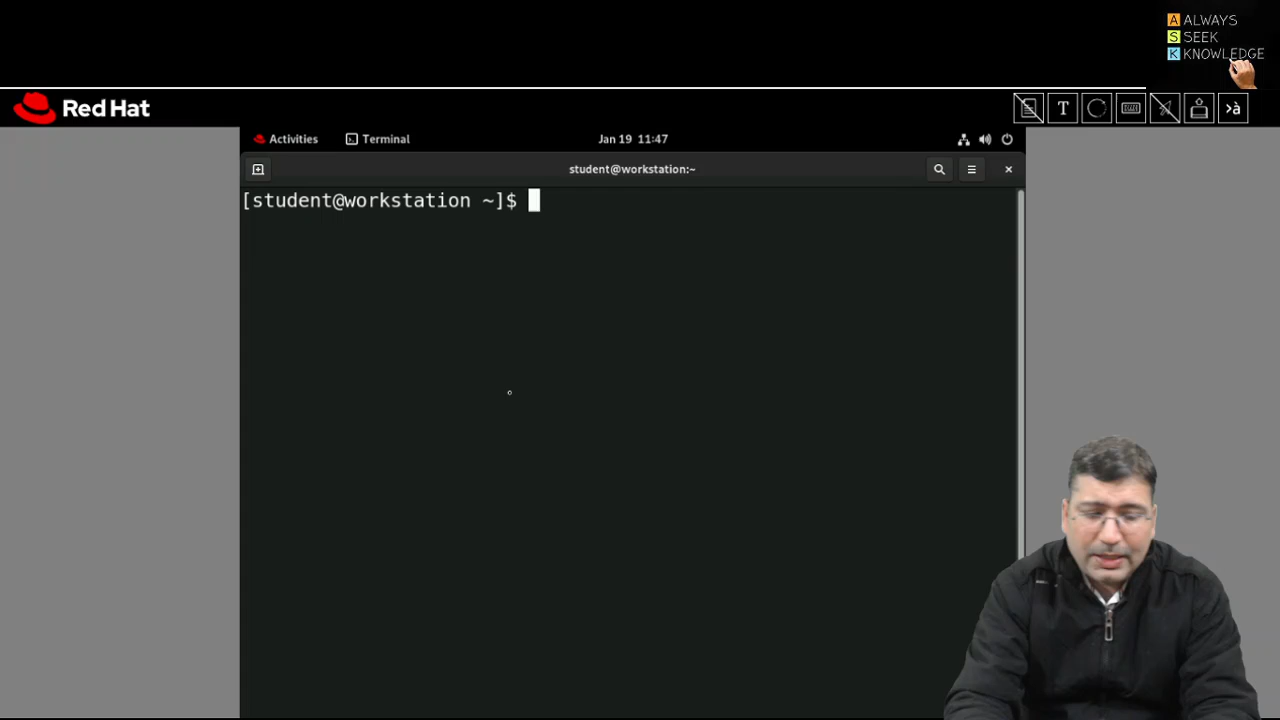 A ALWAYS
S SEEK
K KNOWLEDGE
Red Hat
T
à
Activities
Terminal
Jan 19 11:47
student@workstation:~
[student@workstation ~]$